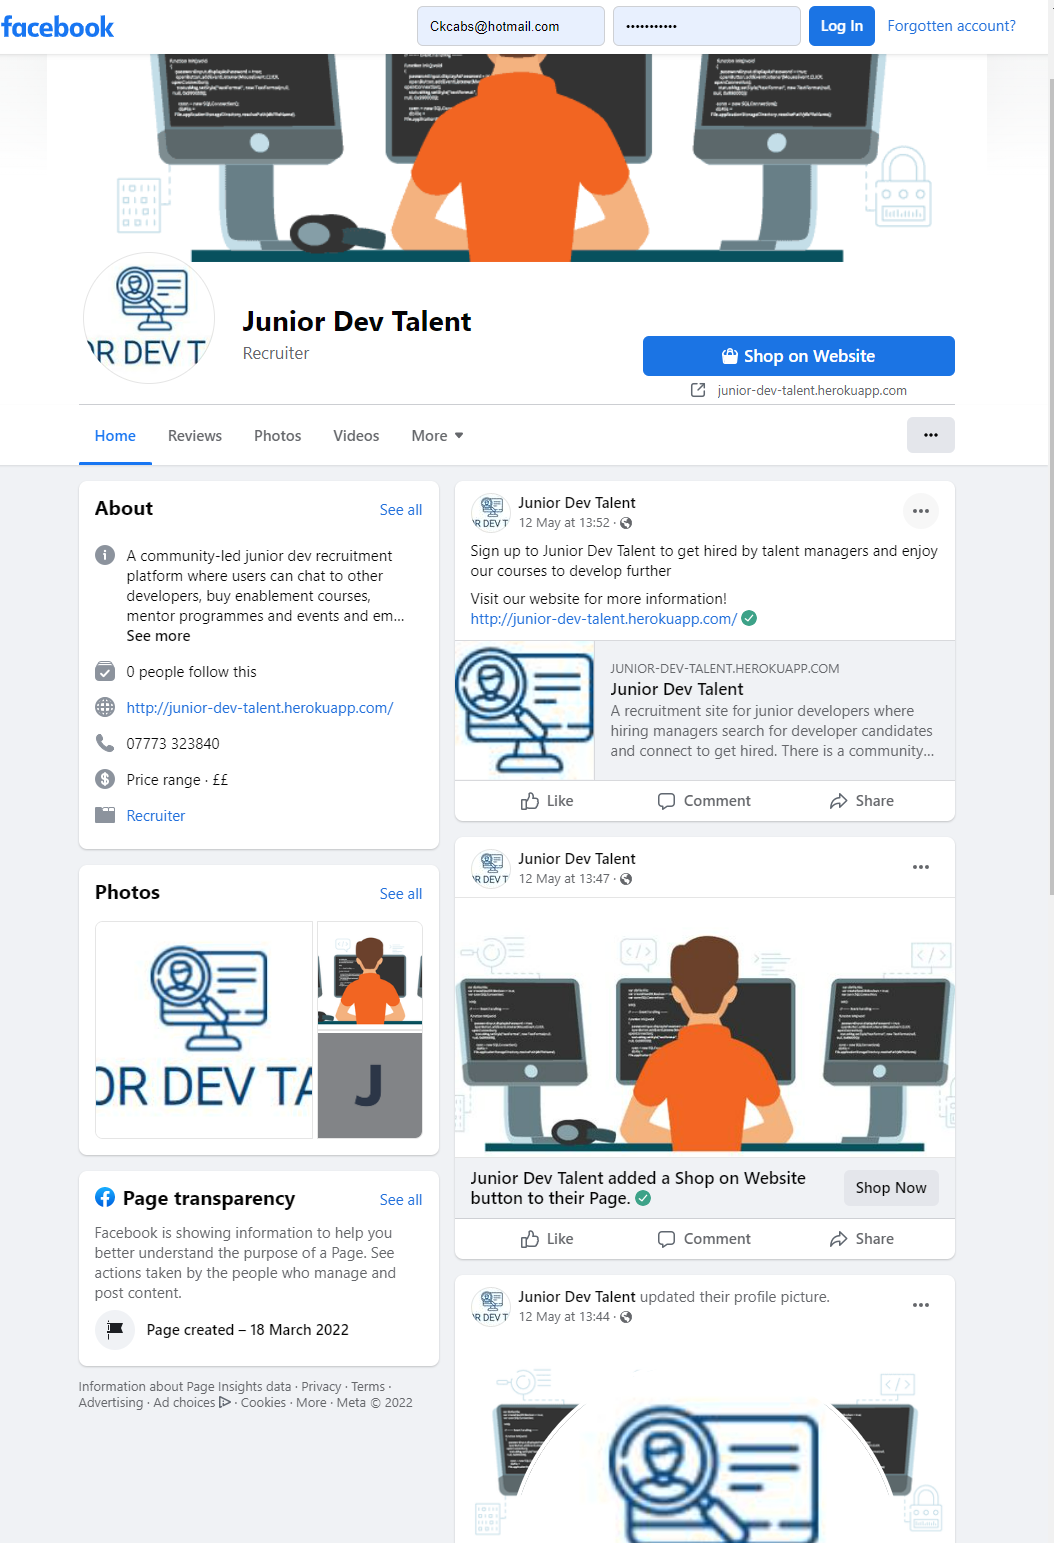 facebook
Ckcabs@hotmail.com
•••••••••••
Log In
Forgotten account?
R DEV T
Junior Dev Talent
Recruiter
Shop on Website
junior-dev-talent.herokuapp.com
Home
Reviews
Photos
Videos
More
About
See all
A community-led junior dev recruitment
platform where users can chat to other
developers, buy enablement courses,
mentor programmes and events and em...
See more
0 people follow this
http://junior-dev-talent.herokuapp.com/
07773 323840
Price range · ££
Recruiter
Photos
See all
OR DEV TA
J
Page transparency
See all
Facebook is showing information to help you
better understand the purpose of a Page. See
actions taken by the people who manage and
post content.
Page created – 18 March 2022
Information about Page Insights data · Privacy · Terms ·
Advertising · Ad choices · Cookies · More · Meta © 2022
R DEV T
Junior Dev Talent
12 May at 13:52 ·
Sign up to Junior Dev Talent to get hired by talent managers and enjoy
our courses to develop further
Visit our website for more information!
http://junior-dev-talent.herokuapp.com/
JUNIOR-DEV-TALENT.HEROKUAPP.COM
Junior Dev Talent
A recruitment site for junior developers where
hiring managers search for developer candidates
and connect to get hired. There is a community...
Like
Comment
Share
R DEV T
Junior Dev Talent
12 May at 13:47 ·
Junior Dev Talent added a Shop on Website
button to their Page.
Shop Now
Like
Comment
Share
R DEV T
Junior Dev Talent updated their profile picture.
12 May at 13:44 ·